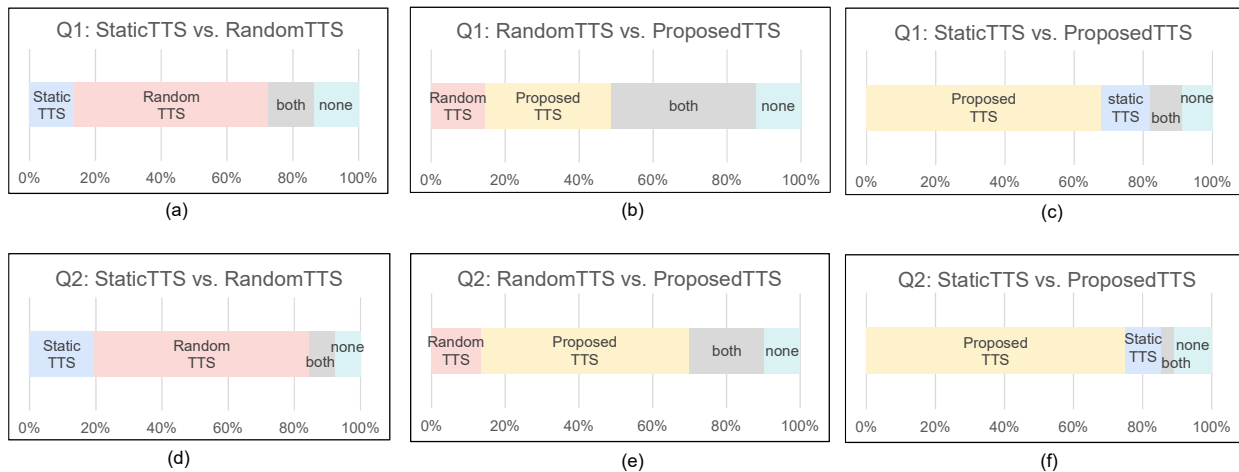 Q1: StaticTTS vs. RandomTTS
Static
TTS
Random
TTS
both
none
0% 20% 40% 60% 80% 100%
(a)
Q1: RandomTTS vs. ProposedTTS
Random
TTS
Proposed
TTS
both
none
0% 20% 40% 60% 80% 100%
(b)
Q1: StaticTTS vs. ProposedTTS
Proposed
TTS
static
TTS
both
none
0% 20% 40% 60% 80% 100%
(c)
Q2: StaticTTS vs. RandomTTS
Static
TTS
Random
TTS
both
none
0% 20% 40% 60% 80% 100%
(d)
Q2: RandomTTS vs. ProposedTTS
Random
TTS
Proposed
TTS
both
none
0% 20% 40% 60% 80% 100%
(e)
Q2: StaticTTS vs. ProposedTTS
Proposed
TTS
Static
TTS
both
none
0% 20% 40% 60% 80% 100%
(f)